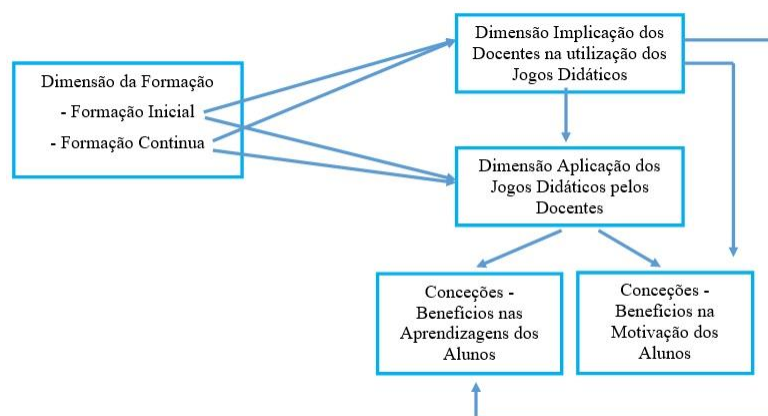 Dimensão da Formação
- Formação Inicial
- Formação Continua
Dimensão Implicação dos
Docentes na utilização dos
Jogos Didáticos
Dimensão Aplicação dos
Jogos Didáticos pelos
Docentes
Conceções -
Benefícios nas
Aprendizagens dos
Alunos
Conceções -
Benefícios na
Motivação dos
Alunos